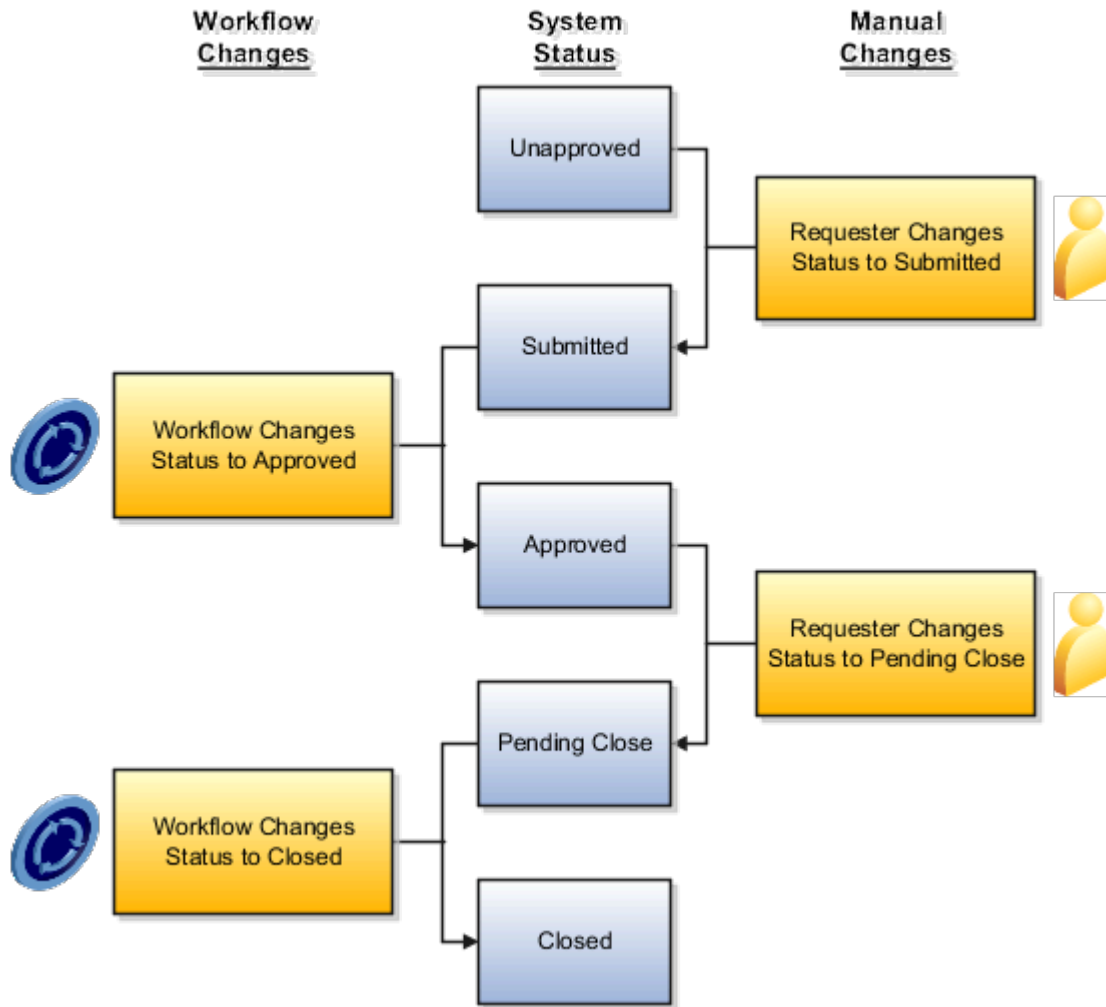 Workflow
Changes
System
Status
Manual
Changes
Unapproved
Requester Changes
Status to Submitted
Submitted
Workflow Changes
Status to Approved
Approved
Requester Changes
Status to Pending Close
Pending Close
Workflow Changes
Status to Closed
Closed